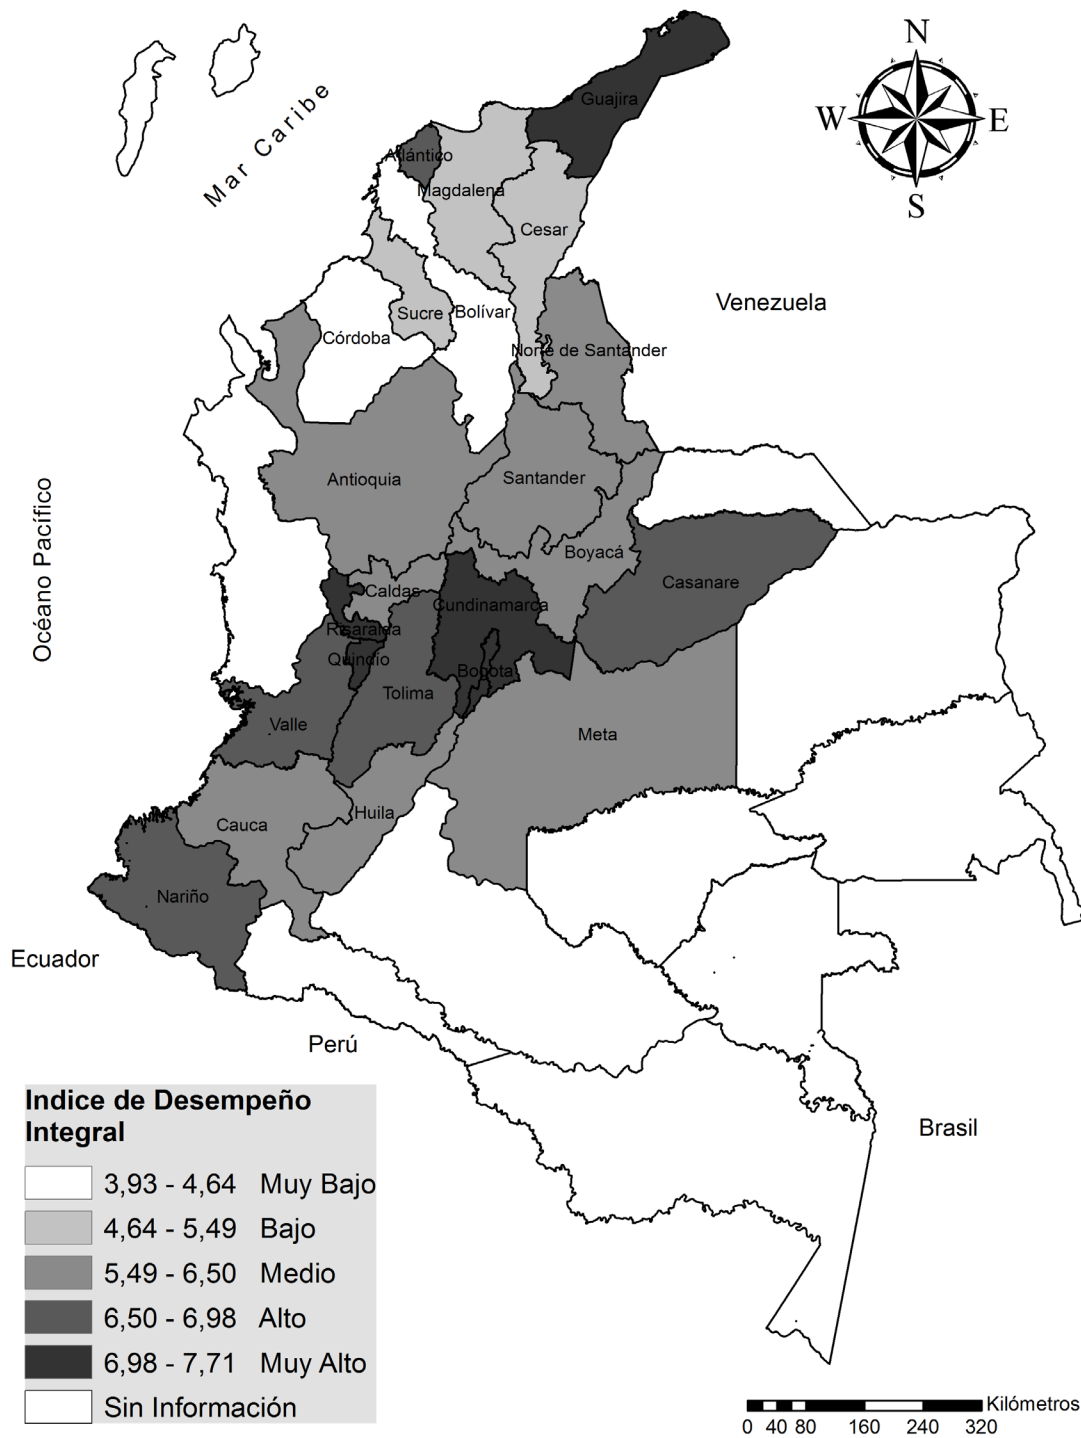 N
W
E
S
Mar Caribe
Guajira
Atlántico
Magdalena
Cesar
Venezuela
Sucre
Bolívar
Córdoba
Norte de Santander
Antioquia
Santander
Océano Pacífico
Boyacá
Casanare
Caldas
Cundinamarca
Risaralda
Quindío
Bogota
Tolima
Valle
Meta
Huila
Cauca
Nariño
Ecuador
Perú
Brasil
Indice de Desempeño
Integral
3,93 - 4,64 Muy Bajo
4,64 - 5,49 Bajo
5,49 - 6,50 Medio
6,50 - 6,98 Alto
6,98 - 7,71 Muy Alto
Sin Información
Kilómetros
0 40 80 160 240 320